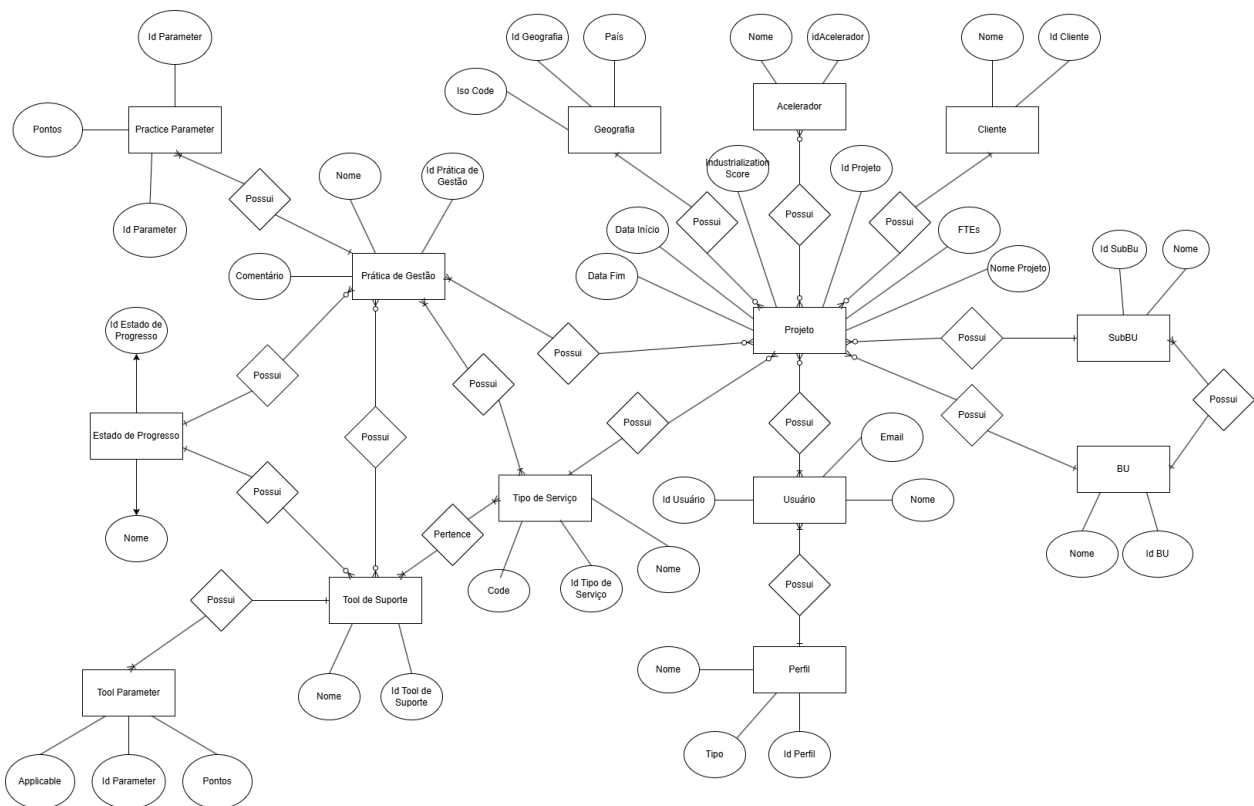 Id Parameter
Id Geografia
País
Nome
idAcelerador
Nome
Id Cliente
Iso Code
Pontos
Practice Parameter
Geografia
Acelerador
Cliente
Nome
Id Prática de
Gestão
Industrialization
Score
Id Projeto
Possui
Id Parameter
Possui
Possui
Possui
Data Início
FTEs
Id SubBu
Nome
Comentário
Prática de Gestão
Data Fim
Nome Projeto
Id Estado de
Progresso
Projeto
Possui
SubBU
Possui
Possui
Possui
Possui
Estado de Progresso
Possui
Possui
Possui
Possui
Email
BU
Possui
Id Usuário
Usuário
Nome
Tipo de Serviço
Nome
Pertence
Nome
Id BU
Nome
Code
Id Tipo de
Serviço
Possui
Tool de Suporte
Possui
Nome
Perfil
Tool Parameter
Nome
Id Tool de
Suporte
Applicable
Id Parameter
Pontos
Tipo
Id Perfil